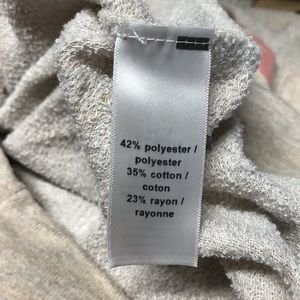 42% polyester /
polyester
35% cotton /
coton
23% rayon /
rayonne